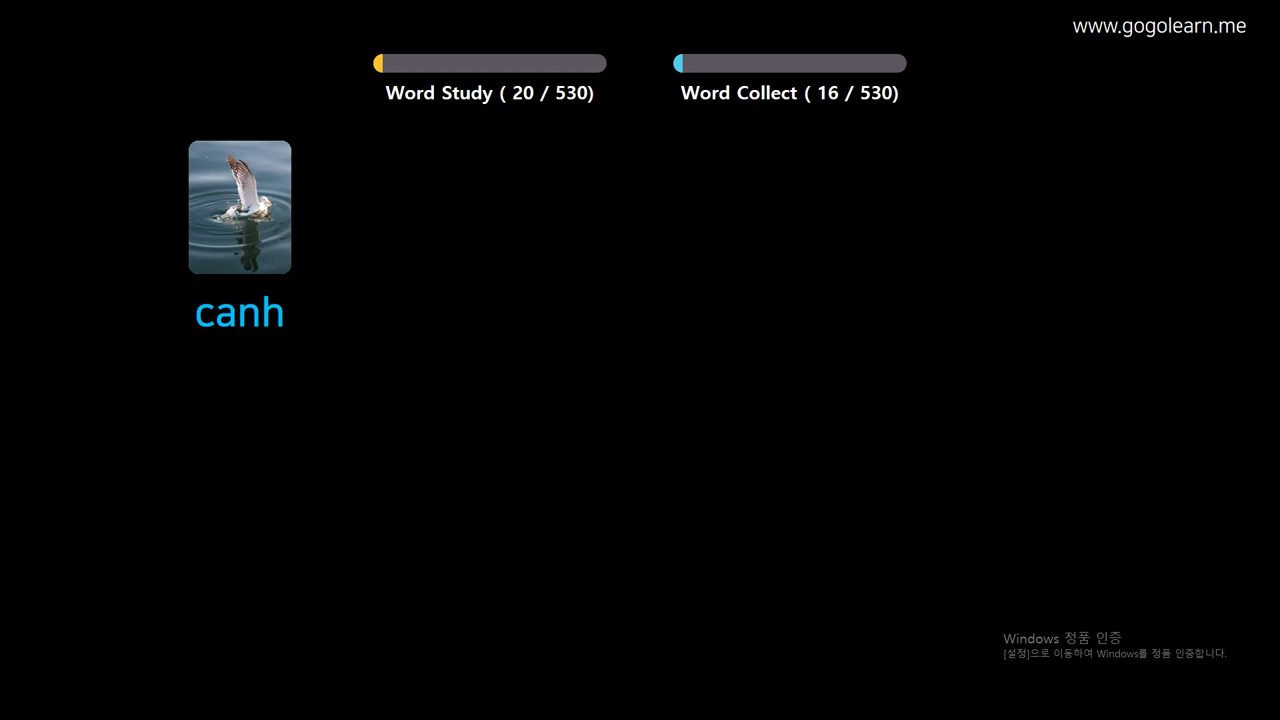 www.gogolearn.me
Word Study ( 20 / 530)
Word Collect ( 16 / 530)
canh
Windows 정품 인증
[설정]으로 이동하여 Windows를 정품 인증합니다.